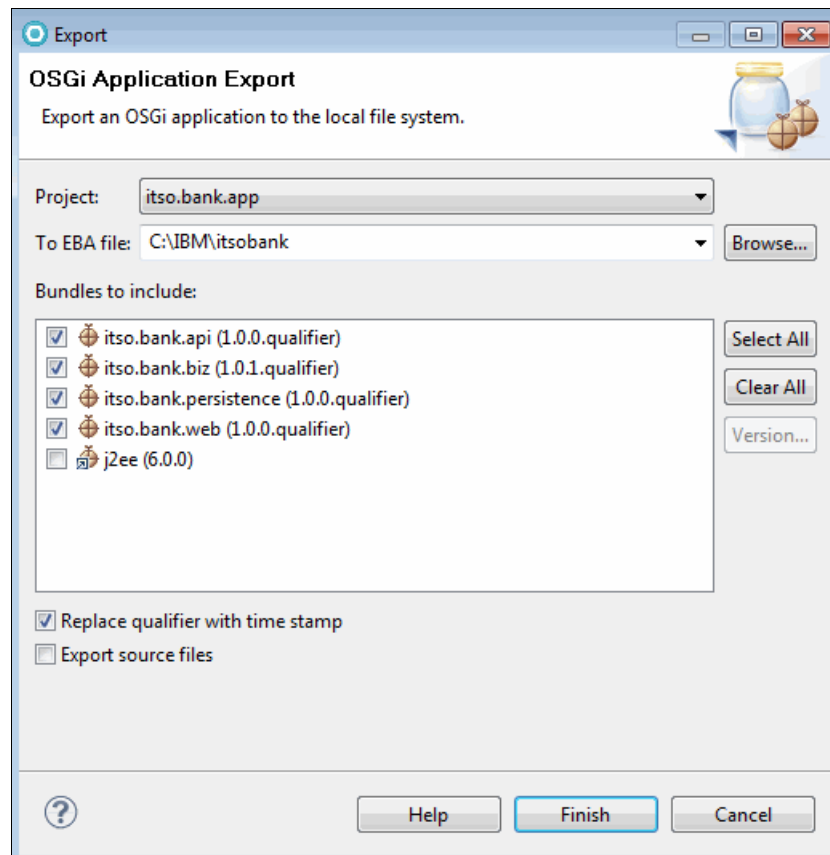 Export
OSGi Application Export
Export an OSGi application to the local file system.
Project: itso.bank.app
To EBA file: C:\IBM\itsobank Browse...
Bundles to include:
itso.bank.api (1.0.0.qualifier) Select All
itso.bank.biz (1.0.1.qualifier)
itso.bank.persistence (1.0.0.qualifier) Clear All
itso.bank.web (1.0.0.qualifier) Version...
j2ee (6.0.0)
Replace qualifier with time stamp
Export source files
? Help Finish Cancel